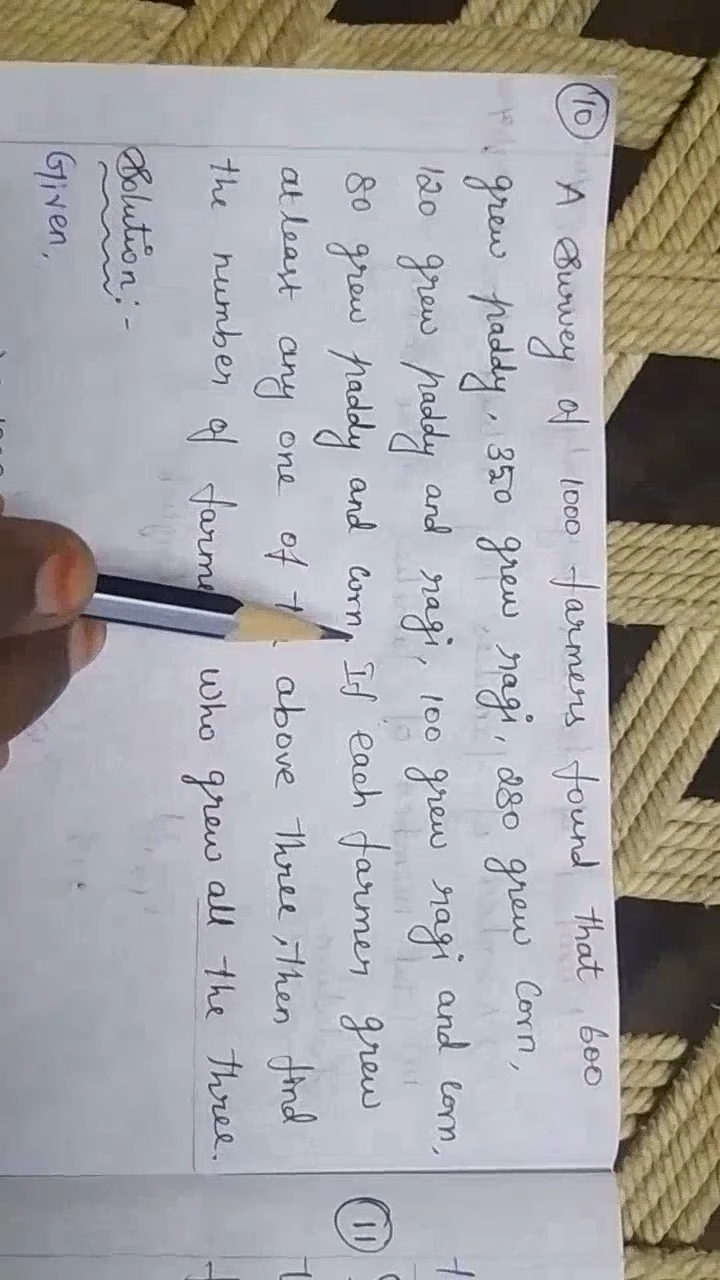 10 A Survey of 1000 farmers found that 600
grew paddy, 350 grew ragi, 280 grew corn,
120 grew paddy and ragi, 100 grew ragi and corn,
80 grew paddy and corn, If each farmer grew
at least any one of above three, then find
the number of who grew all the three.
Solution:-
Given,
11